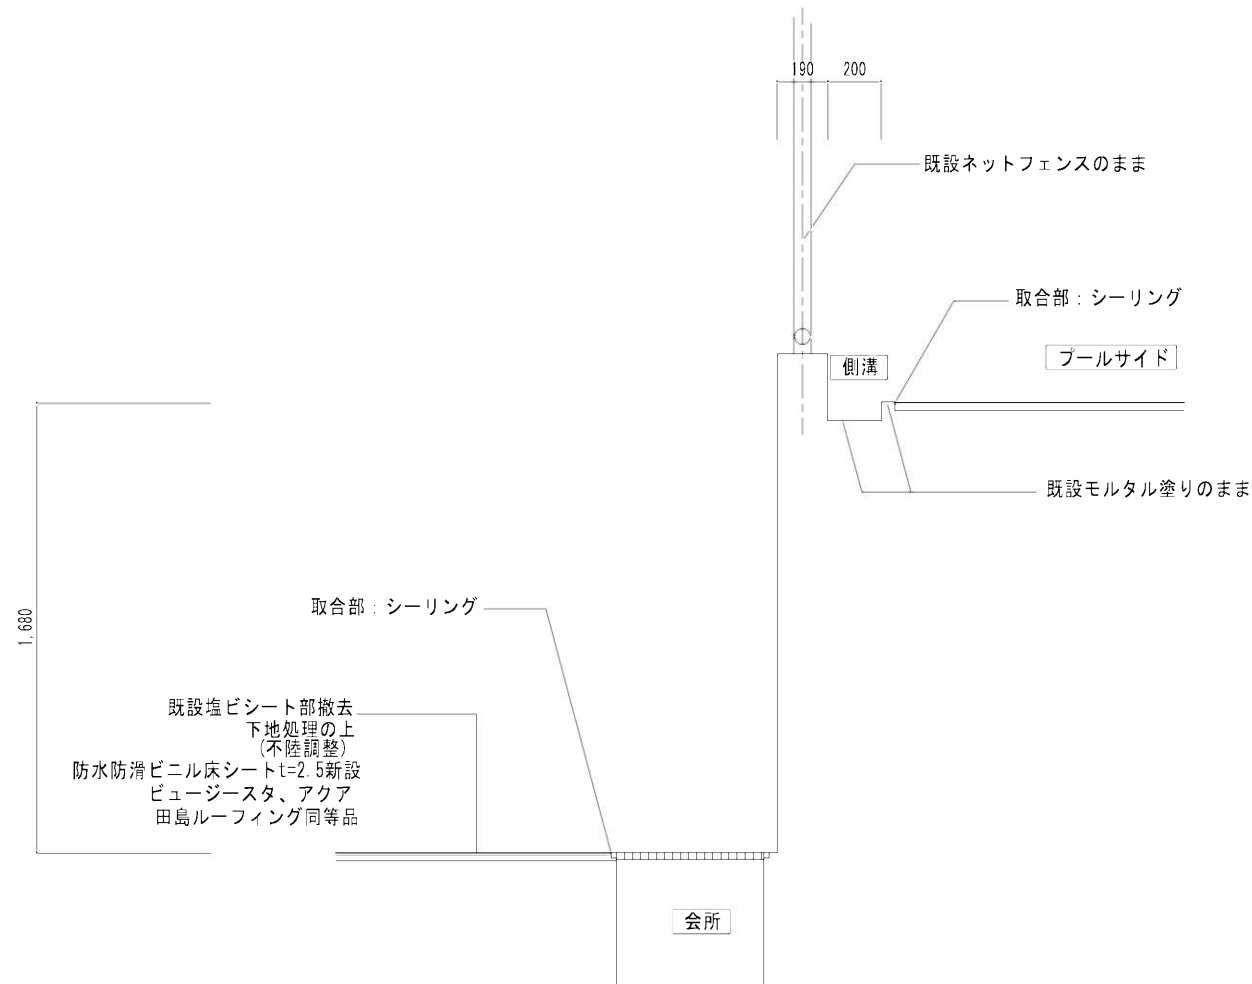 190
200
既設ネットフェンスのまま
取合部：シーリング
プールサイド
側溝
既設モルタル塗りのまま
1,680
取合部：シーリング
既設塩ビシート部撤去
下地処理の上
(不陸調整)
防水防滑ビニル床シートt=2.5新設
ビュージースタ、アクア
田島ルーフィング同等品
会所